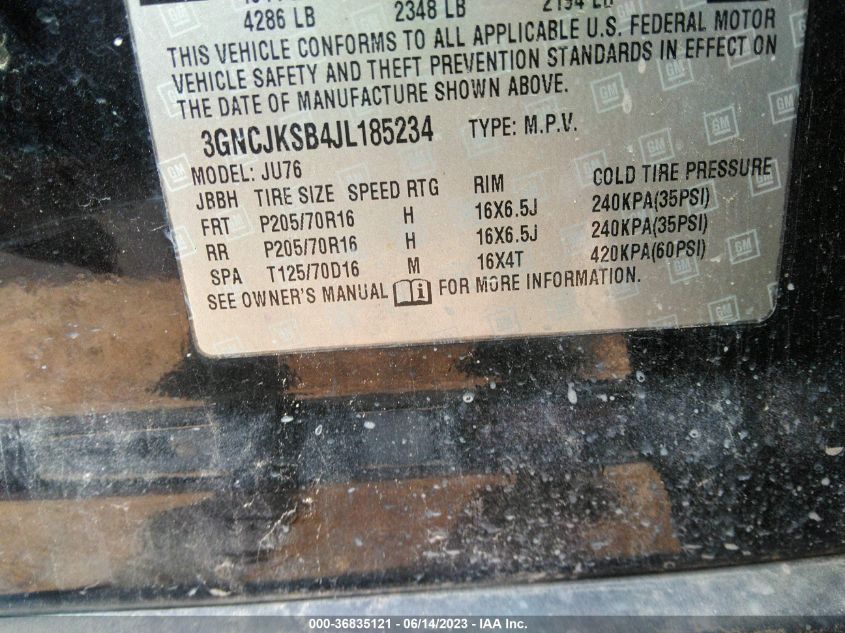 4286 LB 2348 LB 2194 LB
THIS VEHICLE CONFORMS TO ALL APPLICABLE U.S. FEDERAL MOTOR
VEHICLE SAFETY AND THEFT PREVENTION STANDARDS IN EFFECT ON
THE DATE OF MANUFACTURE SHOWN ABOVE.
3GNCJKSB4JL185234 TYPE: M.P.V.
MODEL: JU76
JRBH TIRE SIZE SPEED RTG RIM COLD TIRE PRESSURE
FRT P205/70R16 H 16X6.5J 240KPA(35PSI)
RR P205/70R16 H 16X6.5J 240KPA(35PSI)
SPA T125/70D16 M 16X4T 420KPA(60PSI)
SEE OWNER'S MANUAL i FOR MORE INFORMATION.
000-36835121 - 06/14/2023 - © IAA Inc.